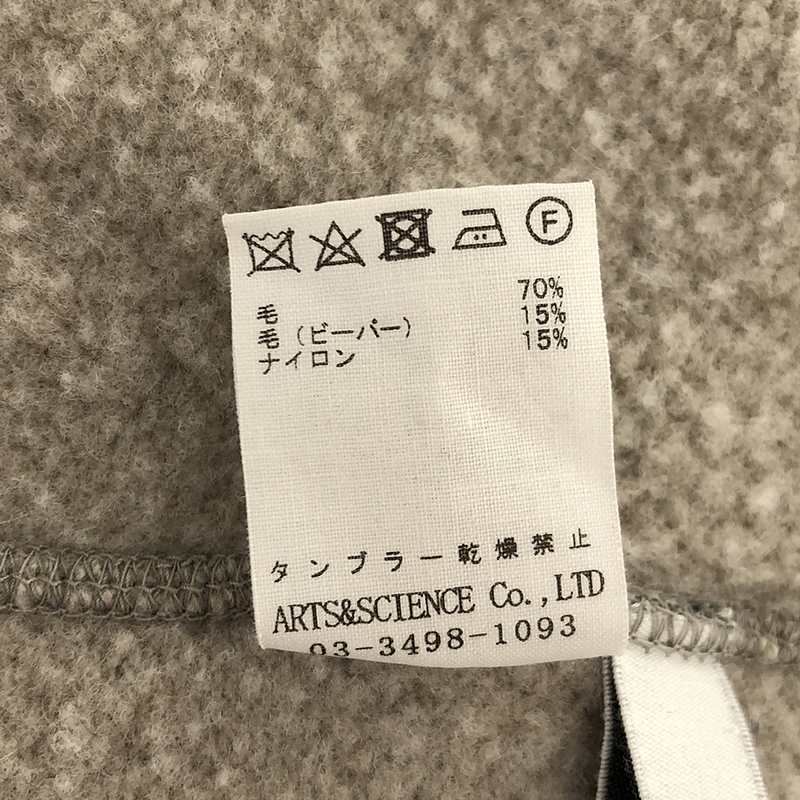 F
毛 70%
毛 (ビーバー) 15%
ナイロン 15%
タンブラー乾燥禁止
ARTS&SCIENCE Co.,LTD
03-3498-1093